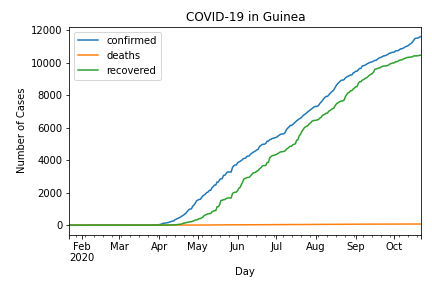 COVID-19 in Guinea
confirmed
deaths
recovered
Number of Cases
12000
10000
8000
6000
4000
2000
0
Feb Mar Apr May Jun Jul Aug Sep Oct
2020
Day